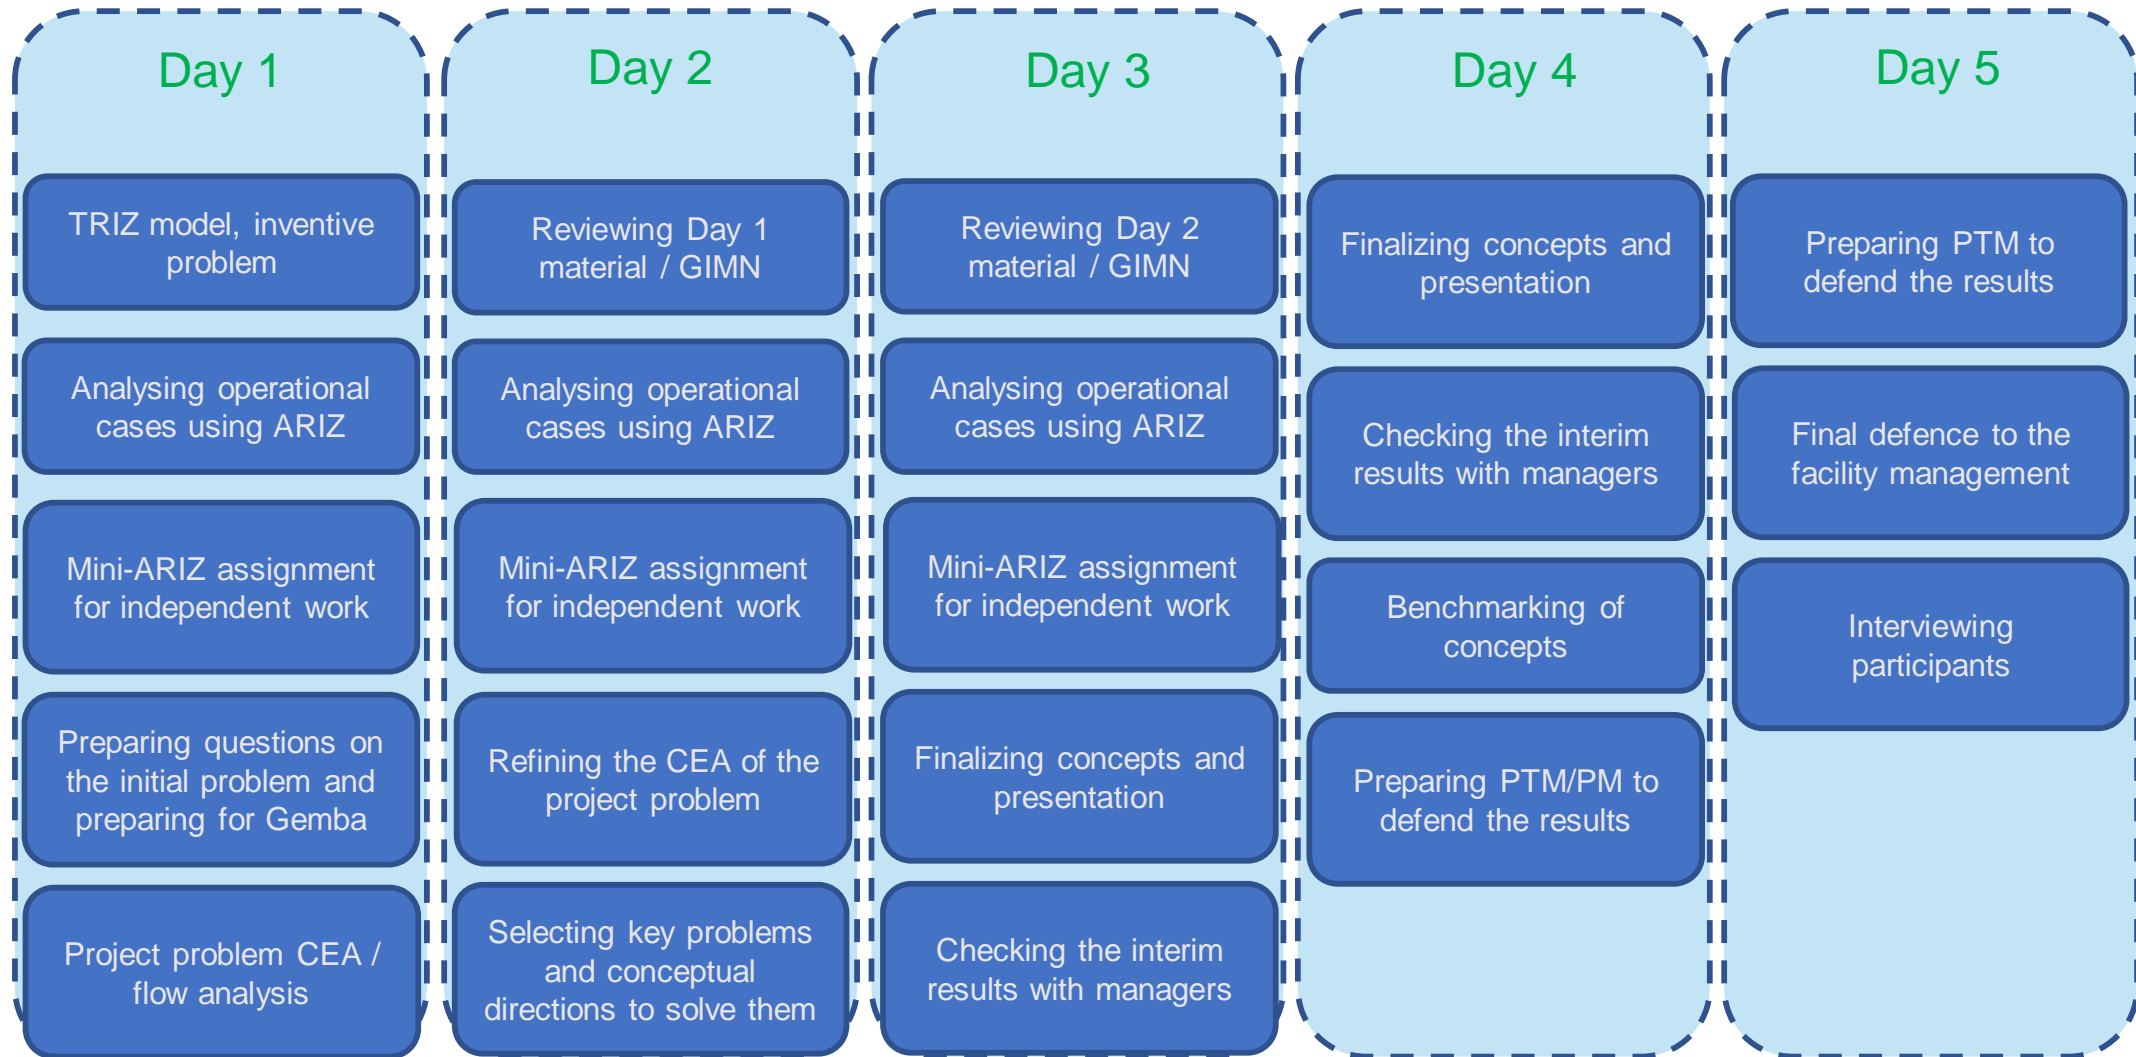 Day 1
TRIZ model, inventive
problem
Analysing operational
cases using ARIZ
Mini-ARIZ assignment
for independent work
Preparing questions on
the initial problem and
preparing for Gemba
Project problem CEA /
flow analysis
Day 2
Reviewing Day 1
material / GIMN
Analysing operational
cases using ARIZ
Mini-ARIZ assignment
for independent work
Refining the CEA of the
project problem
Selecting key problems
and conceptual
directions to solve them
Day 3
Reviewing Day 2
material / GIMN
Analysing operational
cases using ARIZ
Mini-ARIZ assignment
for independent work
Finalizing concepts and
presentation
Checking the interim
results with managers
Day 4
Finalizing concepts and
presentation
Checking the interim
results with managers
Benchmarking of
concepts
Preparing PTM/PM to
defend the results
Day 5
Preparing PTM to
defend the results
Final defence to the
facility management
Interviewing
participants